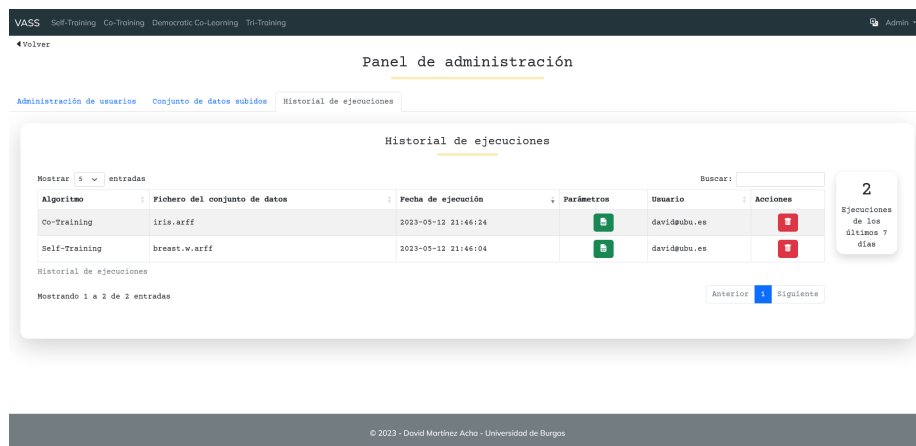 VASS Self-Training Co-Training Democratic Co-Learning Tri-Training Admin
Volver
Panel de administración
Administración de usuarios Conjunto de datos subidos Historial de ejecuciones
Historial de ejecuciones
Mostrar 5 entradas Buscar:
Algoritmo Fichero del conjunto de datos Fecha de ejecución Parámetros Usuario Acciones
Co-Training iris.arff 2023-05-12 21:46:24 david@ubu.es
Self-Training breast.w.arff 2023-05-12 21:46:04 david@ubu.es
2
Ejecuciones
de los
últimos 7
días
Historial de ejecuciones
Mostrando 1 a 2 de 2 entradas
Anterior 1 Siguiente
© 2023 - David Martínez Acha - Universidad de Burgos